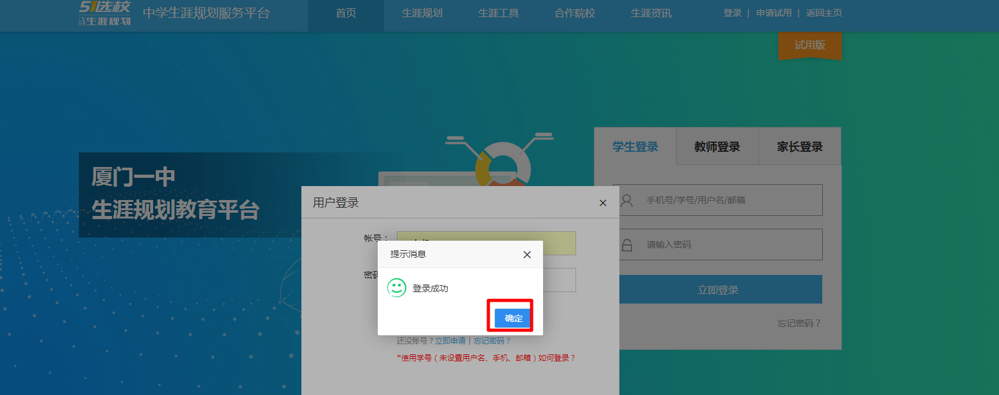 51选校
生涯规划
中学生涯规划服务平台
首页
生涯规划
生涯工具
合作院校
生涯资讯
登录 | 申请试用 | 返回主页
试用版
厦门一中
生涯规划教育平台
学生登录
教师登录
家长登录
手机号/学号/用户名/邮箱
请输入密码
立即登录
忘记密码？
用户登录
帐号：
密码
提示消息
登录成功
确定
还没账号？立即申请 | 忘记密码？
*使用学号（未设置用户名、手机、邮箱）如何登录？